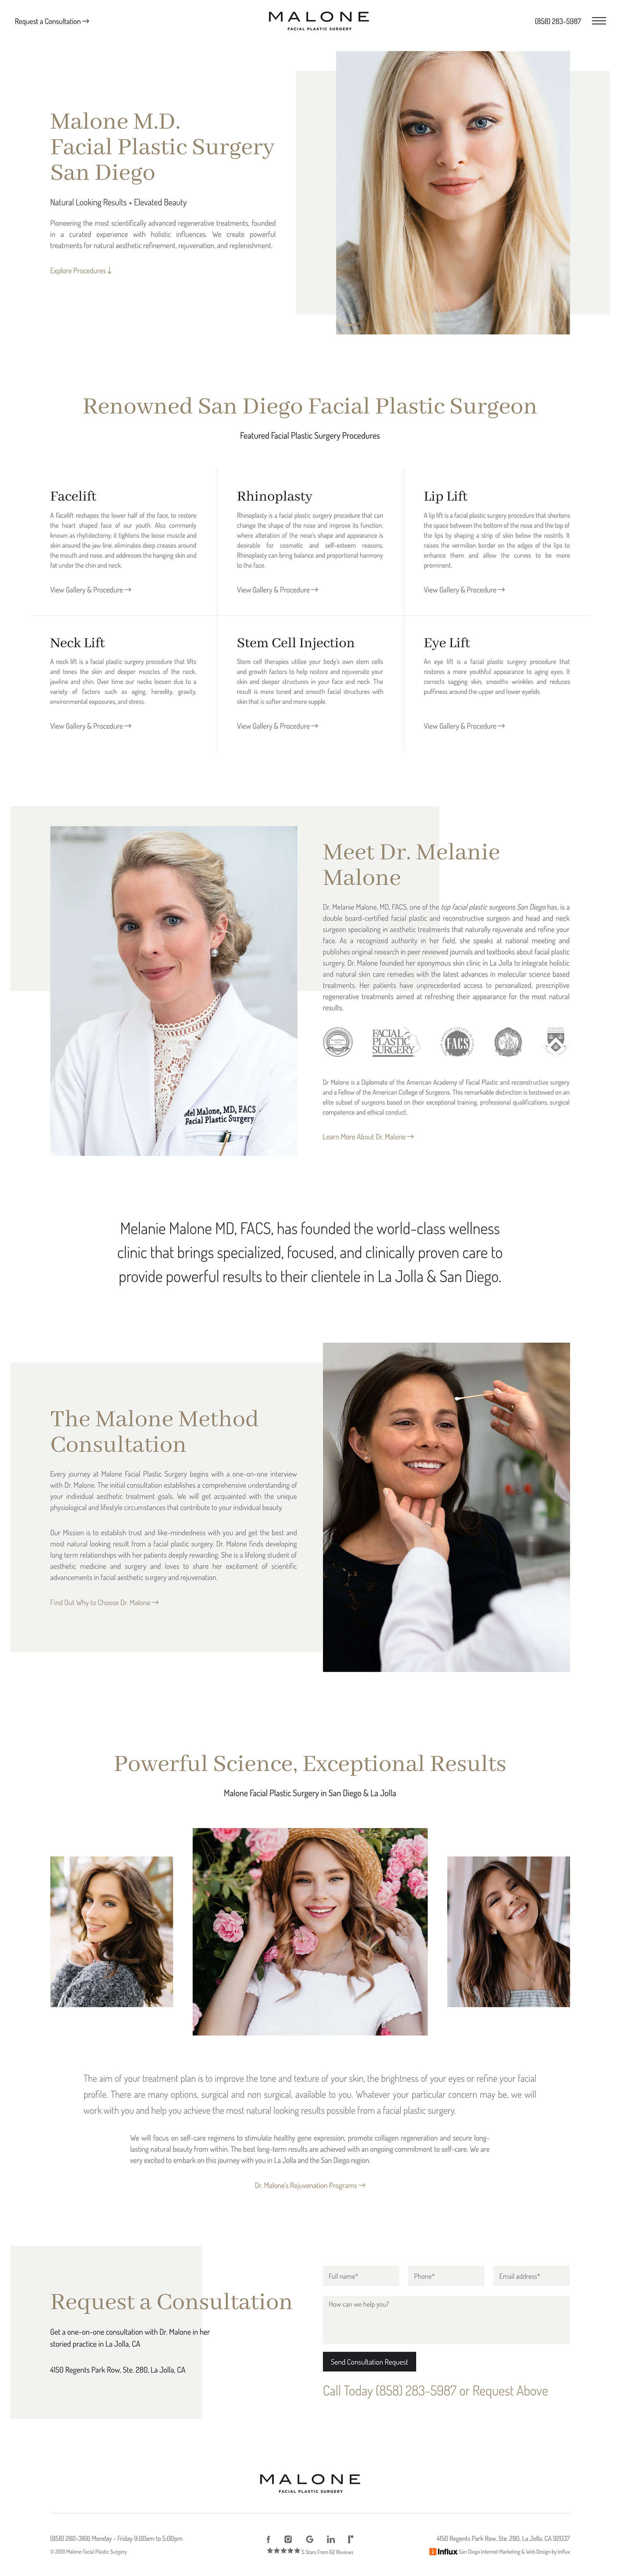 Request a Consultation →
MALONE
FACIAL PLASTIC SURGERY
(858) 283-5987
Malone M.D.
Facial Plastic Surgery
San Diego
Natural Looking Results + Elevated Beauty
Pioneering the most scientifically advanced regenerative treatments, founded
in a curated experience with holistic influences. We create powerful
treatments for natural aesthetic refinement, rejuvenation, and replenishment.
Explore Procedures ↓
Renowned San Diego Facial Plastic Surgeon
Featured Facial Plastic Surgery Procedures
Facelift
A Facelift reshapes the lower half of the face, to restore
the heart shaped face of our youth. Also commonly
known as rhytidectomy, it tightens the loose muscle and
skin around the jaw line, eliminates deep creases around
the mouth and nose, and addresses the hanging skin and
fat under the chin and neck.
View Gallery & Procedure →
Rhinoplasty
Rhinoplasty is a facial plastic surgery procedure that can
change the shape of the nose and improve its function,
where alteration of the nose's shape and appearance is
desirable for cosmetic and self-esteem reasons.
Rhinoplasty can bring balance and proportional harmony
to the face.
View Gallery & Procedure →
Lip Lift
A lip lift is a facial plastic surgery procedure that shortens
the space between the bottom of the nose and the top of
the lips by shaping a strip of skin below the nostrils. It
raises the vermilion border on the edges of the lips to
enhance them and allow the curves to be more
prominent.
View Gallery & Procedure →
Neck Lift
A neck lift is a facial plastic surgery procedure that lifts
and tones the skin and deeper muscles of the neck,
jawline and chin. Over time our necks loosen due to a
variety of factors such as aging, heredity, gravity,
environmental exposures, and stress.
View Gallery & Procedure →
Stem Cell Injection
Stem cell therapies utilize your body's own stem cells
and growth factors to help restore and rejuvenate your
skin and deeper structures in your face and neck. The
result is more toned and smooth facial structures with
skin that is softer and more supple.
View Gallery & Procedure →
Eye Lift
An eye lift is a facial plastic surgery procedure that
restores a more youthful appearance to aging eyes. It
corrects sagging skin, smooths wrinkles and reduces
puffiness around the upper and lower eyelids.
View Gallery & Procedure →
Mel Malone, MD, FACS
Facial Plastic Surgery
Meet Dr. Melanie
Malone
Dr. Melanie Malone, MD, FACS, one of the top facial plastic surgeons San Diego has, is a
double board-certified facial plastic and reconstructive surgeon and head and neck
surgeon specializing in aesthetic treatments that naturally rejuvenate and refine your
face. As a recognized authority in her field, she speaks at national meeting and
publishes original research in peer reviewed journals and textbooks about facial plastic
surgery. Dr. Malone founded her eponymous skin clinic in La Jolla to integrate holistic
and natural skin care remedies with the latest advances in molecular science based
treatments. Her patients have unprecedented access to personalized, prescriptive
regenerative treatments aimed at refreshing their appearance for the most natural
results.
FACIAL
PLASTIC
SURGERY
FACS
Dr Malone is a Diplomate of the American Academy of Facial Plastic and reconstructive surgery
and a Fellow of the American College of Surgeons. This remarkable distinction is bestowed on an
elite subset of surgeons based on their exceptional training, professional qualifications, surgical
competence and ethical conduct.
Learn More About Dr. Malone →
Melanie Malone MD, FACS, has founded the world-class wellness
clinic that brings specialized, focused, and clinically proven care to
provide powerful results to their clientele in La Jolla & San Diego.
The Malone Method
Consultation
Every journey at Malone Facial Plastic Surgery begins with a one-on-one interview
with Dr. Malone. The initial consultation establishes a comprehensive understanding of
your individual aesthetic treatment goals. We will get acquainted with the unique
physiological and lifestyle circumstances that contribute to your individual beauty.
Our Mission is to establish trust and like-mindedness with you and get the best and
most natural looking result from a facial plastic surgery. Dr. Malone finds developing
long term relationships with her patients deeply rewarding. She is a lifelong student of
aesthetic medicine and surgery and loves to share her excitement of scientific
advancements in facial aesthetic surgery and rejuvenation.
Find Out Why to Choose Dr. Malone →
Powerful Science, Exceptional Results
Malone Facial Plastic Surgery in San Diego & La Jolla
The aim of your treatment plan is to improve the tone and texture of your skin, the brightness of your eyes or refine your facial
profile. There are many options, surgical and non surgical, available to you. Whatever your particular concern may be, we will
work with you and help you achieve the most natural looking results possible from a facial plastic surgery.
We will focus on self-care regimens to stimulate healthy gene expression, promote collagen regeneration and secure long-
lasting natural beauty from within. The best long-term results are achieved with an ongoing commitment to self-care. We are
very excited to embark on this journey with you in La Jolla and the San Diego region.
Dr. Malone's Rejuvenation Programs →
Request a Consultation
Get a one-on-one consultation with Dr. Malone in her
storied practice in La Jolla, CA
4150 Regents Park Row, Ste. 280, La Jolla, CA
Full name*
Phone*
Email address*
How can we help you?
Send Consultation Request
Call Today (858) 283-5987 or Request Above
MALONE
FACIAL PLASTIC SURGERY
(858) 280-3166 Monday - Friday 9:00am to 5:00pm
© 2019 Malone Facial Plastic Surgery
★★★★★ 5 Stars From 62 Reviews
4150 Regents Park Row, Ste. 280, La Jolla, CA 92037
Influx San Diego Internet Marketing & Web Design by Influx